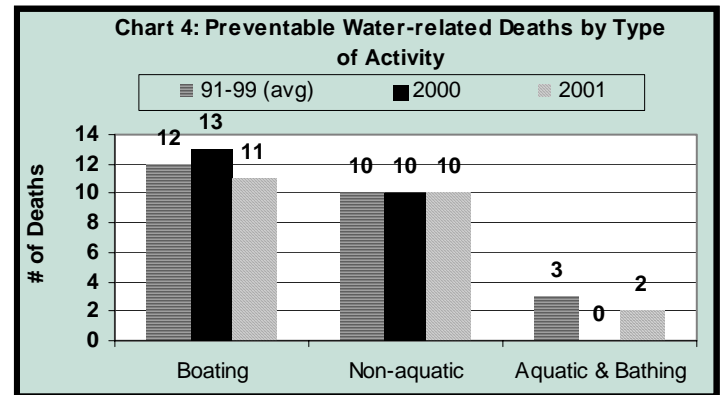 Chart 4: Preventable Water-related Deaths by Type
of Activity
91-99 (avg) 2000 2001
# of Deaths
14
12
10
8
6
4
2
0
12 13 11
10 10 10
3 0 2
Boating Non-aquatic Aquatic & Bathing